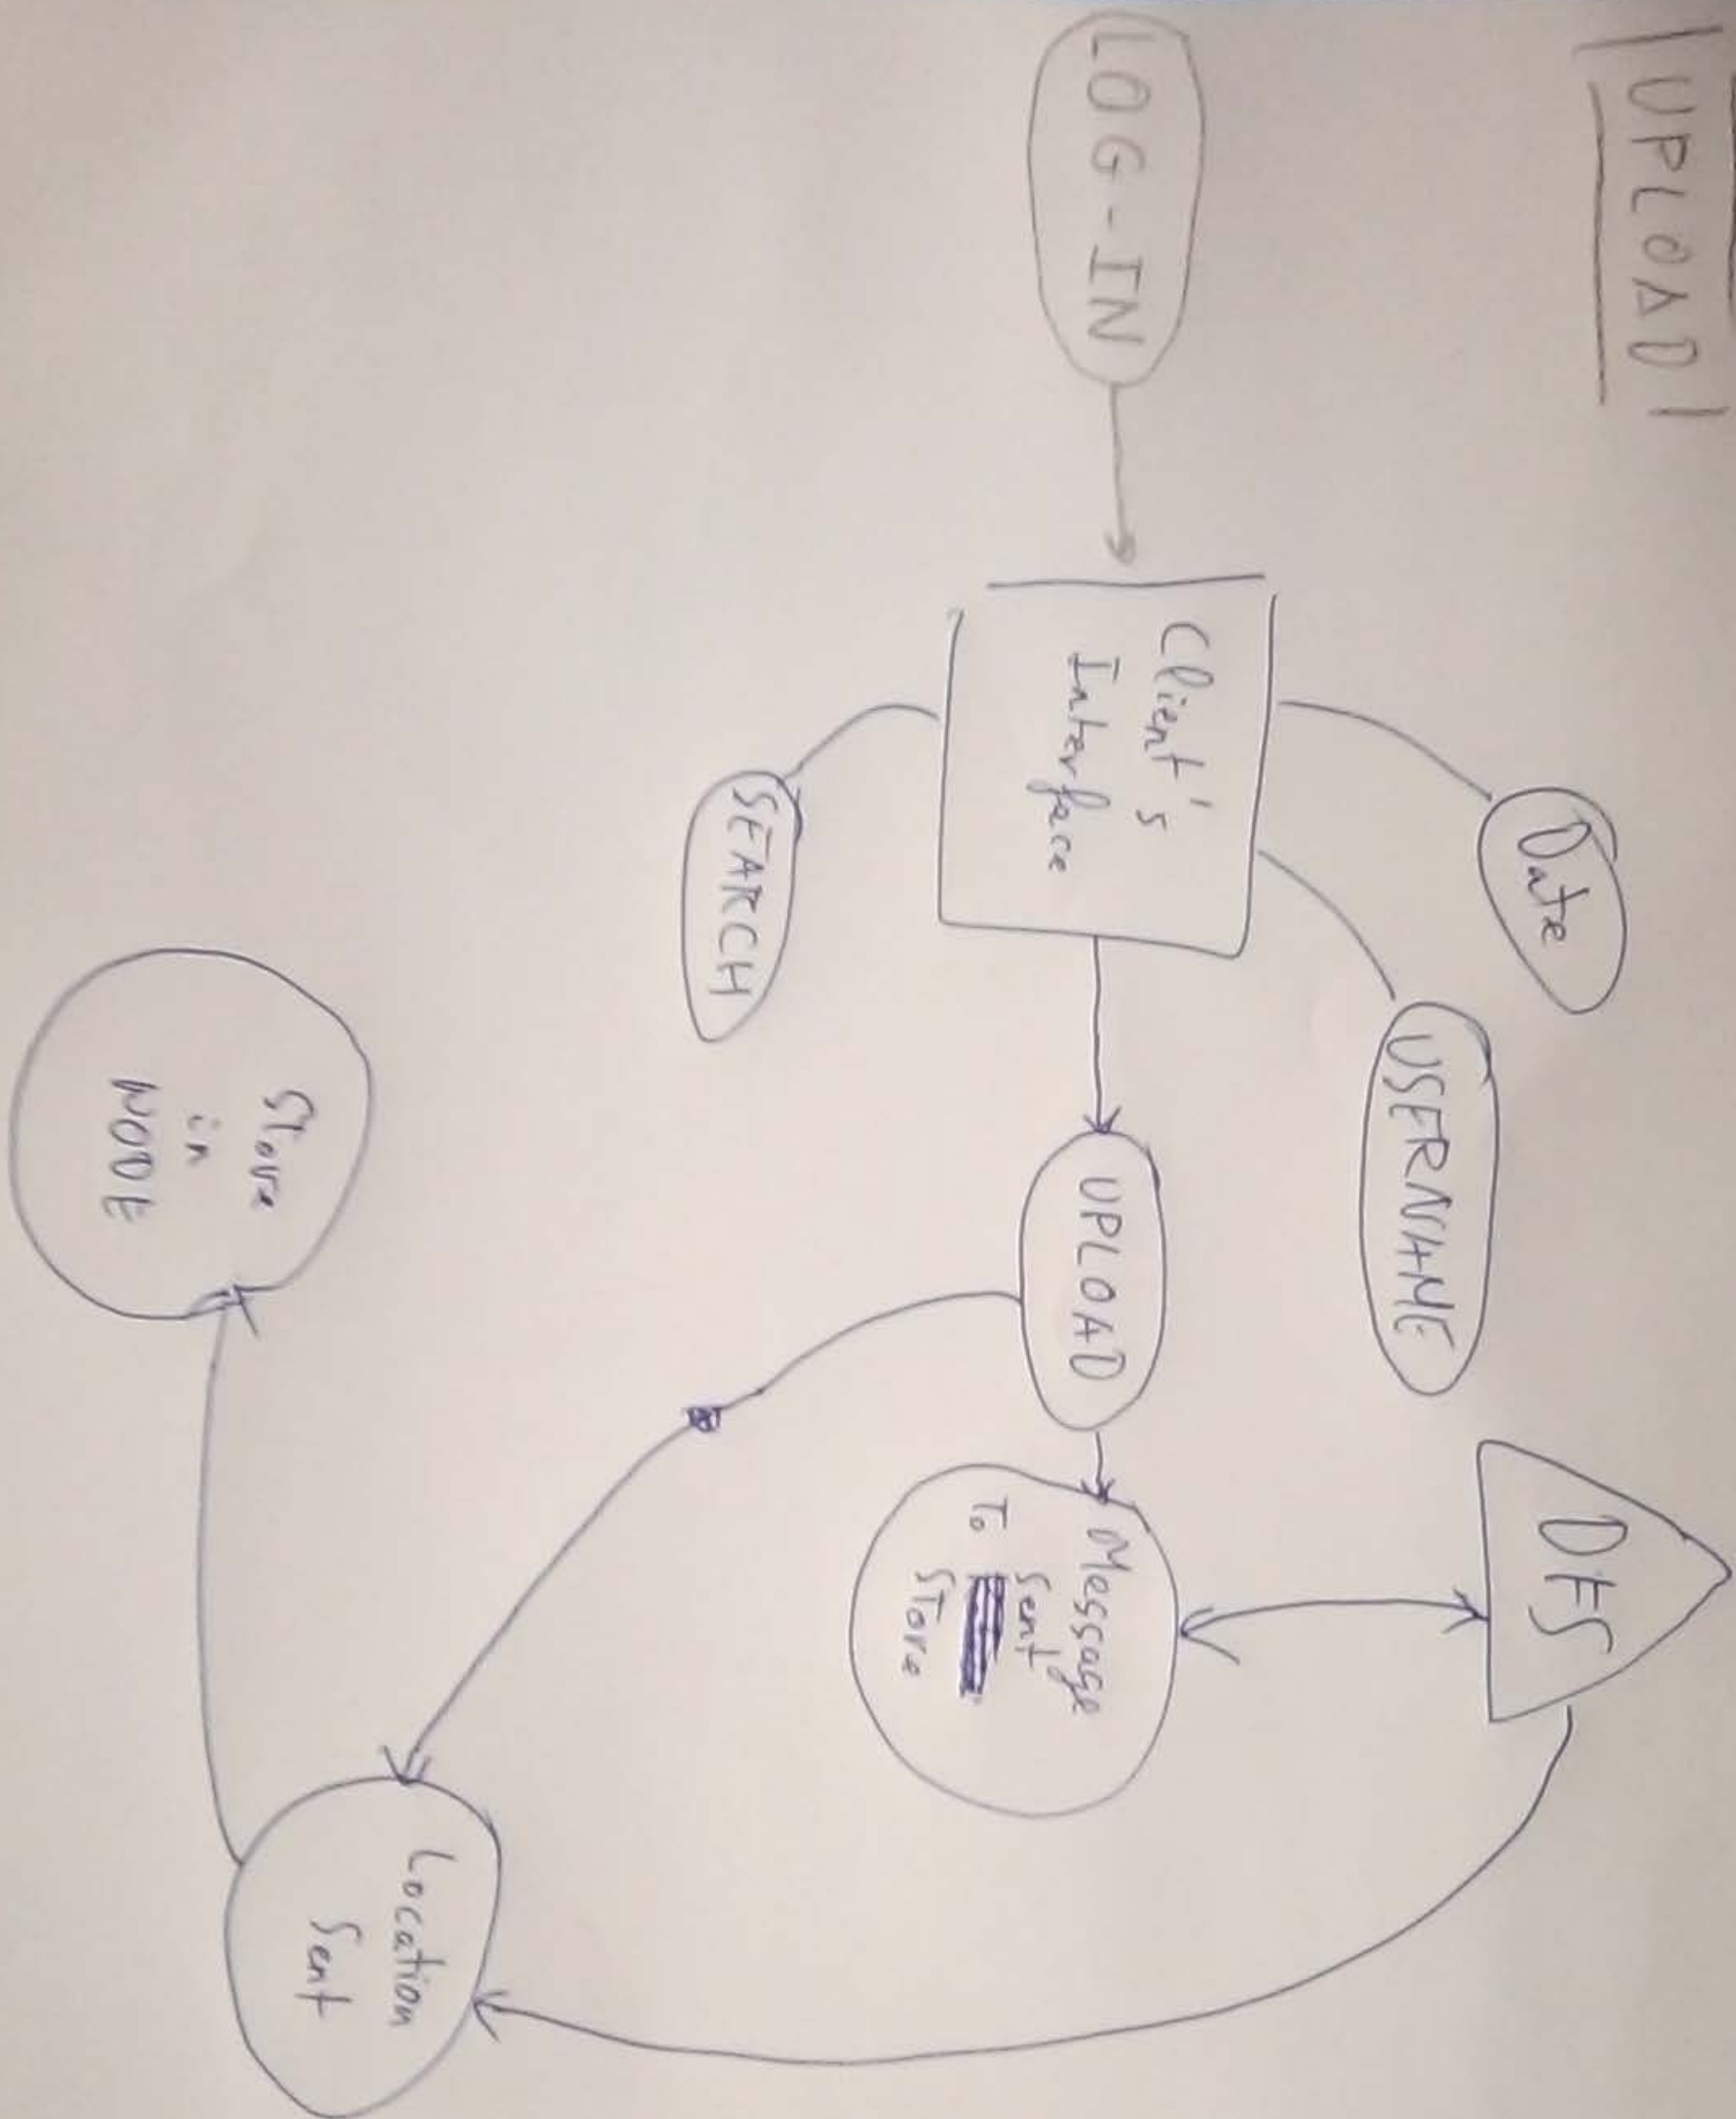 UPLOAD
LOG-IN
Client's
Interface
Date
USERNAME
SEARCH
UPLOAD
DFS
Message
Sent
To
Store
Location
Sent
Store
in
NODE